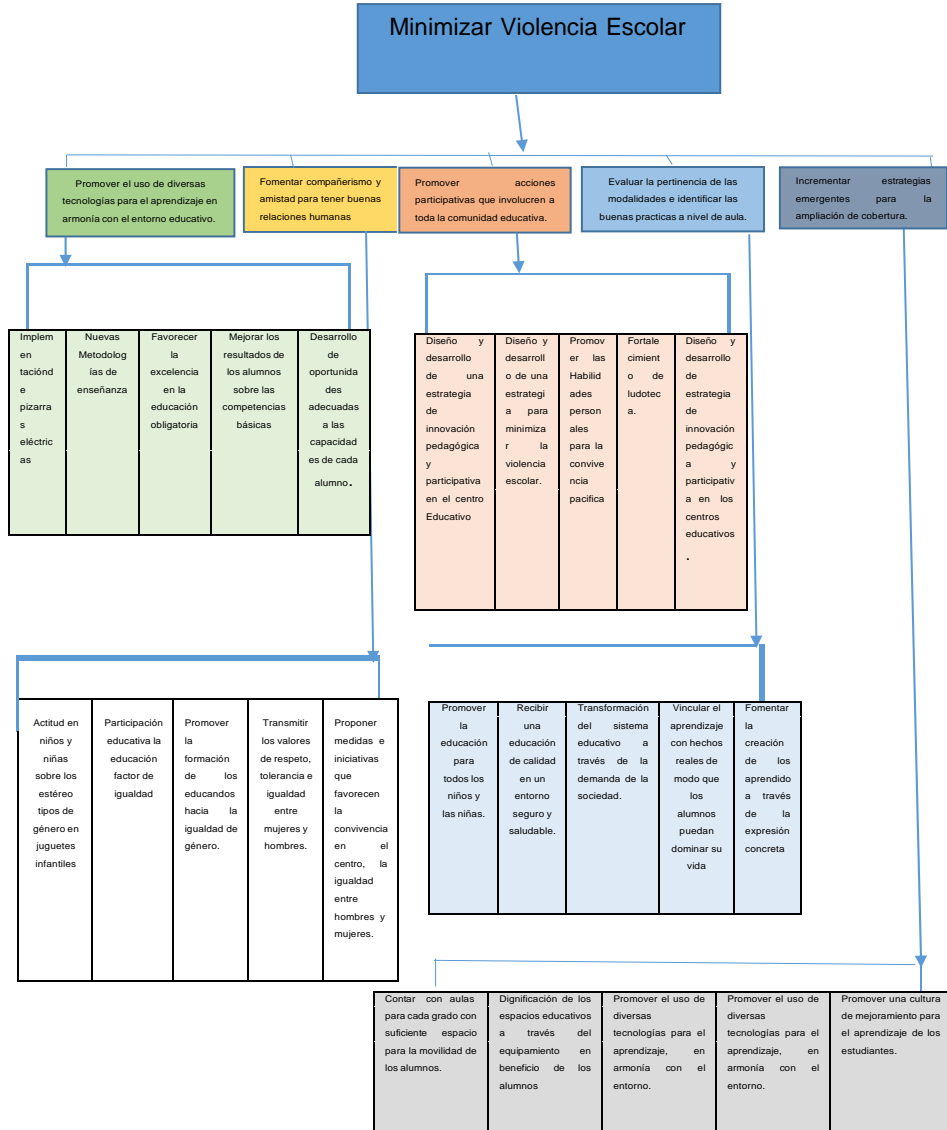 Minimizar Violencia Escolar
Promover el uso de diversas
tecnologías para el aprendizaje en
armonía con el entorno educativo.
Fomentar compañerismo y
amistad para tener buenas
relaciones humanas
Promover acciones
participativas que involucren a
toda la comunidad educativa.
Evaluar la pertinencia de las
modalidades e identificar las
buenas practicas a nivel de aula.
Incrementar estrategias
emergentes para la
ampliación de cobertura.
Implem
en
taciónd
e
pizarra
s
eléctric
as
Nuevas
Metodolog
ías de
enseñanza
Favorecer
la
excelencia
en la
educación
obligatoria
Mejorar los
resultados de
los alumnos
sobre las
competencias
básicas
Desarrollo
de
oportunida
des
adecuadas
a las
capacidad
es de cada
alumno.
Diseño y
desarrollo
de una
estrategia
de
innovación
pedagógica
y
participativa
en el centro
Educativo
Diseño y
desarroll
o de una
estrategi
a para
minimiza
r la
violencia
escolar.
Promov
er las
Habilid
ades
person
ales
para la
convive
ncia
pacifica
Fortale
cimient
o de
ludotec
a.
Diseño y
desarrollo
de
estrategia
de
innovación
pedagógic
a y
participativ
a en los
centros
educativos
.
Actitud en
niños y
niñas
sobre los
estéreo
tipos de
género en
juguetes
infantiles
Participación
educativa la
educación
factor de
igualdad
Promover
la
formación
de los
educandos
hacia la
igualdad de
género.
Transmitir
los valores
de respeto,
tolerancia e
igualdad
entre
mujeres y
hombres.
Proponer
medidas e
iniciativas
que
favorecen
la
convivencia
en el
centro, la
igualdad
entre
hombres y
mujeres.
Promover
la
educación
para
todos los
niños y
las niñas.
Recibir
una
educación
de calidad
en un
entorno
seguro y
saludable.
Transformación
del sistema
educativo a
través de la
demanda de la
sociedad.
Vincular el
aprendizaje
con hechos
reales de
modo que
los
alumnos
puedan
dominar su
vida
Fomentar
la
creación
de los
aprendido
a través
de la
expresión
concreta
Contar con aulas
para cada grado con
suficiente espacio
para la movilidad de
los alumnos.
Dignificación de los
espacios educativos
a través del
equipamiento en
beneficio de los
alumnos
Promover el uso de
diversas
tecnologías para el
aprendizaje, en
armonía con el
entorno.
Promover el uso de
diversas
tecnologías para el
aprendizaje, en
armonía con el
entorno.
Promover una cultura
de mejoramiento para
el aprendizaje de los
estudiantes.